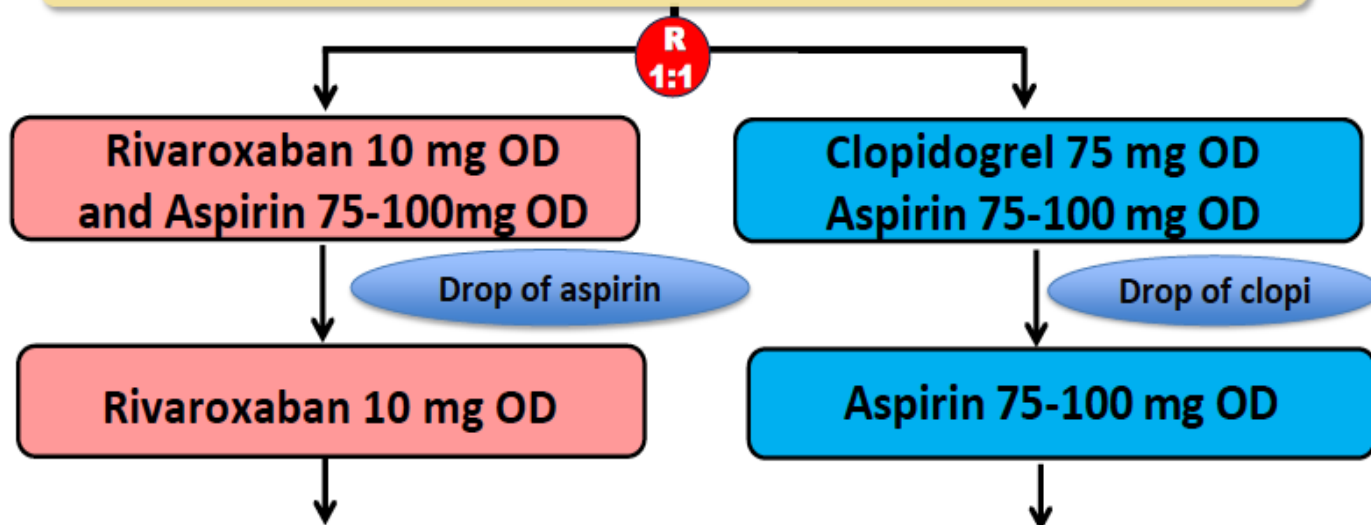 R
1:1
Rivaroxaban 10 mg OD
and Aspirin 75-100mg OD
Clopidogrel 75 mg OD
Aspirin 75-100 mg OD
Drop of aspirin
Drop of clopi
Rivaroxaban 10 mg OD
Aspirin 75-100 mg OD